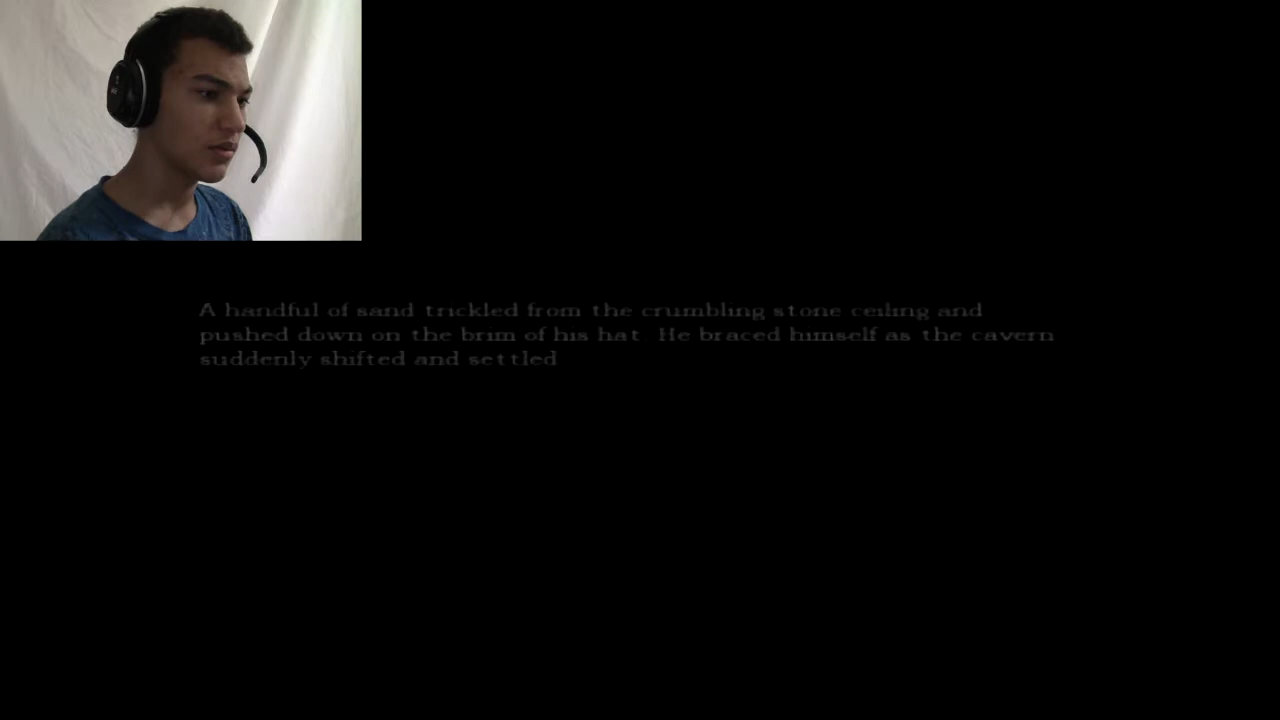 A handful of sand trickled from the crumbling stone ceiling and
pushed down on the brim of his hat He braced himself as the cavern
suddenly shifted and settled